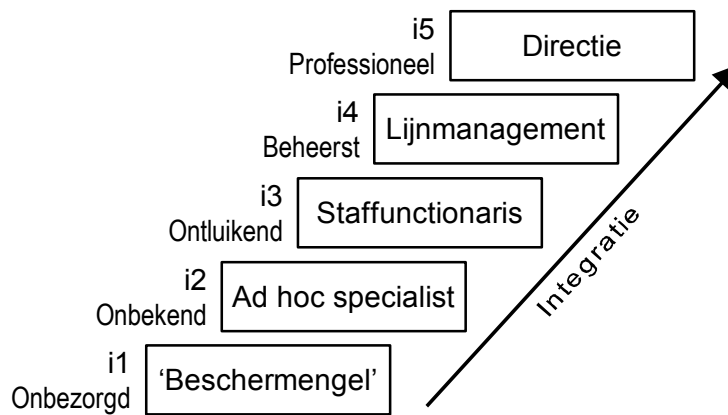 i5
Professioneel
Directie
i4
Beheerst
Lijnmanagement
i3
Ontluikend
Staffunctionaris
i2
Onbekend
Ad hoc specialist
i1
Onbezorgd
‘Beschermengel’
Integratie